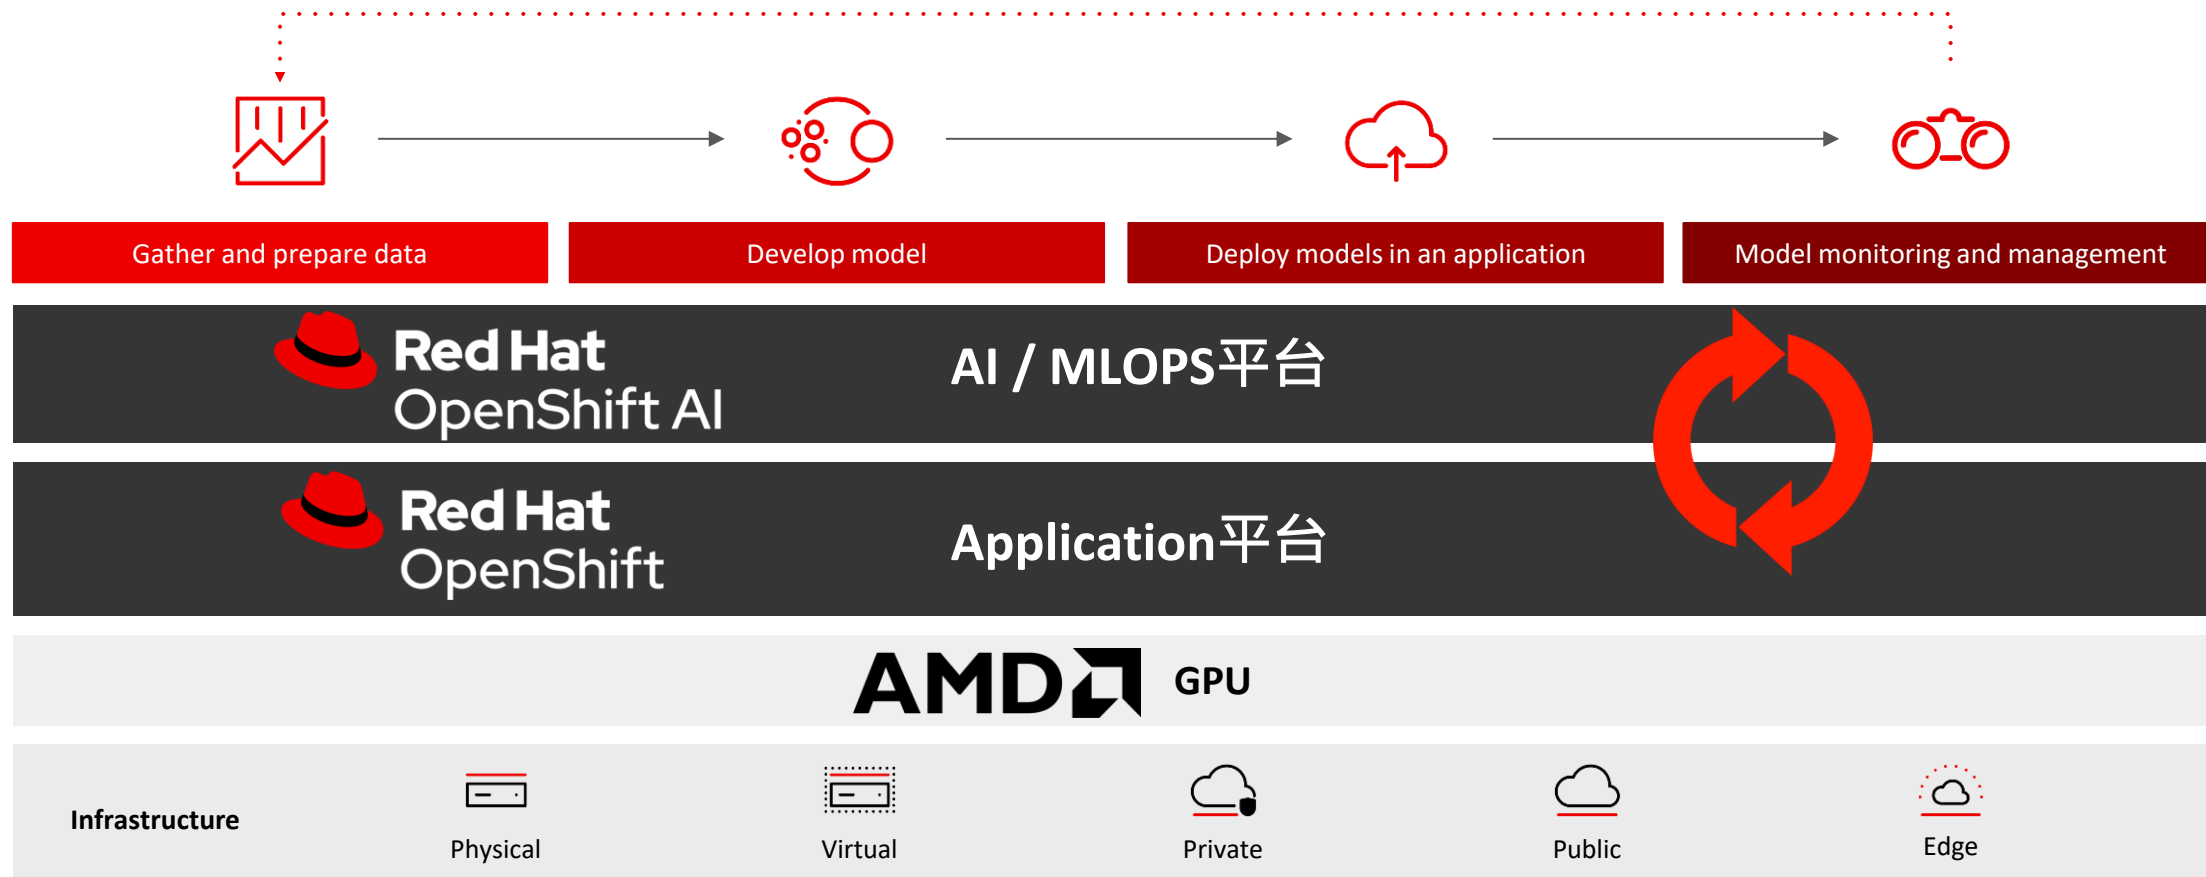 Gather and prepare data
Develop model
Deploy models in an application
Model monitoring and management
Red Hat
OpenShift AI
AI / MLOPS平台
Red Hat
OpenShift
Application平台
AMD GPU
Infrastructure
Physical
Virtual
Private
Public
Edge